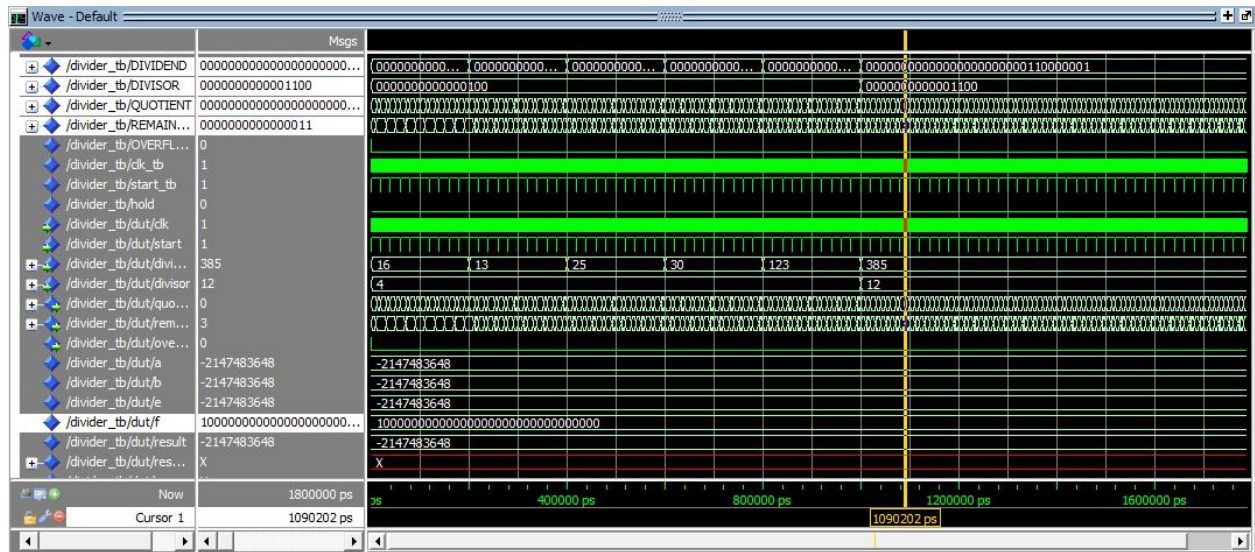 Wave - Default
Msgs
/divider_tb/DIVIDEND 0000000000000000000000... 0000000000... 0000000000... 0000000000... 0000000000... 0000000000... 00000000000000000000000110000001
/divider_tb/DIVISOR 0000000000001100 0000000000000100 0000000000001100
/divider_tb/QUOTIENT 0000000000000000000000...
/divider_tb/REMAIN... 0000000000000011
/divider_tb/OVERFL... 0
/divider_tb/clk_tb 1
/divider_tb/start_tb 1
/divider_tb/hold 0
/divider_tb/dut/clk 1
/divider_tb/dut/start 1
/divider_tb/dut/divi... 385 16 13 25 30 123 385
/divider_tb/dut/divisor 12 4 12
/divider_tb/dut/quo... 0
/divider_tb/dut/rem... 3
/divider_tb/dut/ove... 0
/divider_tb/dut/a -2147483648 -2147483648
/divider_tb/dut/b -2147483648 -2147483648
/divider_tb/dut/e -2147483648 -2147483648
/divider_tb/dut/f 1000000000000000000000... 10000000000000000000000000000000
/divider_tb/dut/result -2147483648 -2147483648
/divider_tb/dut/res... X X
Now 1800000 ps ps 400000 ps 800000 ps 1200000 ps 1600000 ps
Cursor 1 1090202 ps 1090202 ps